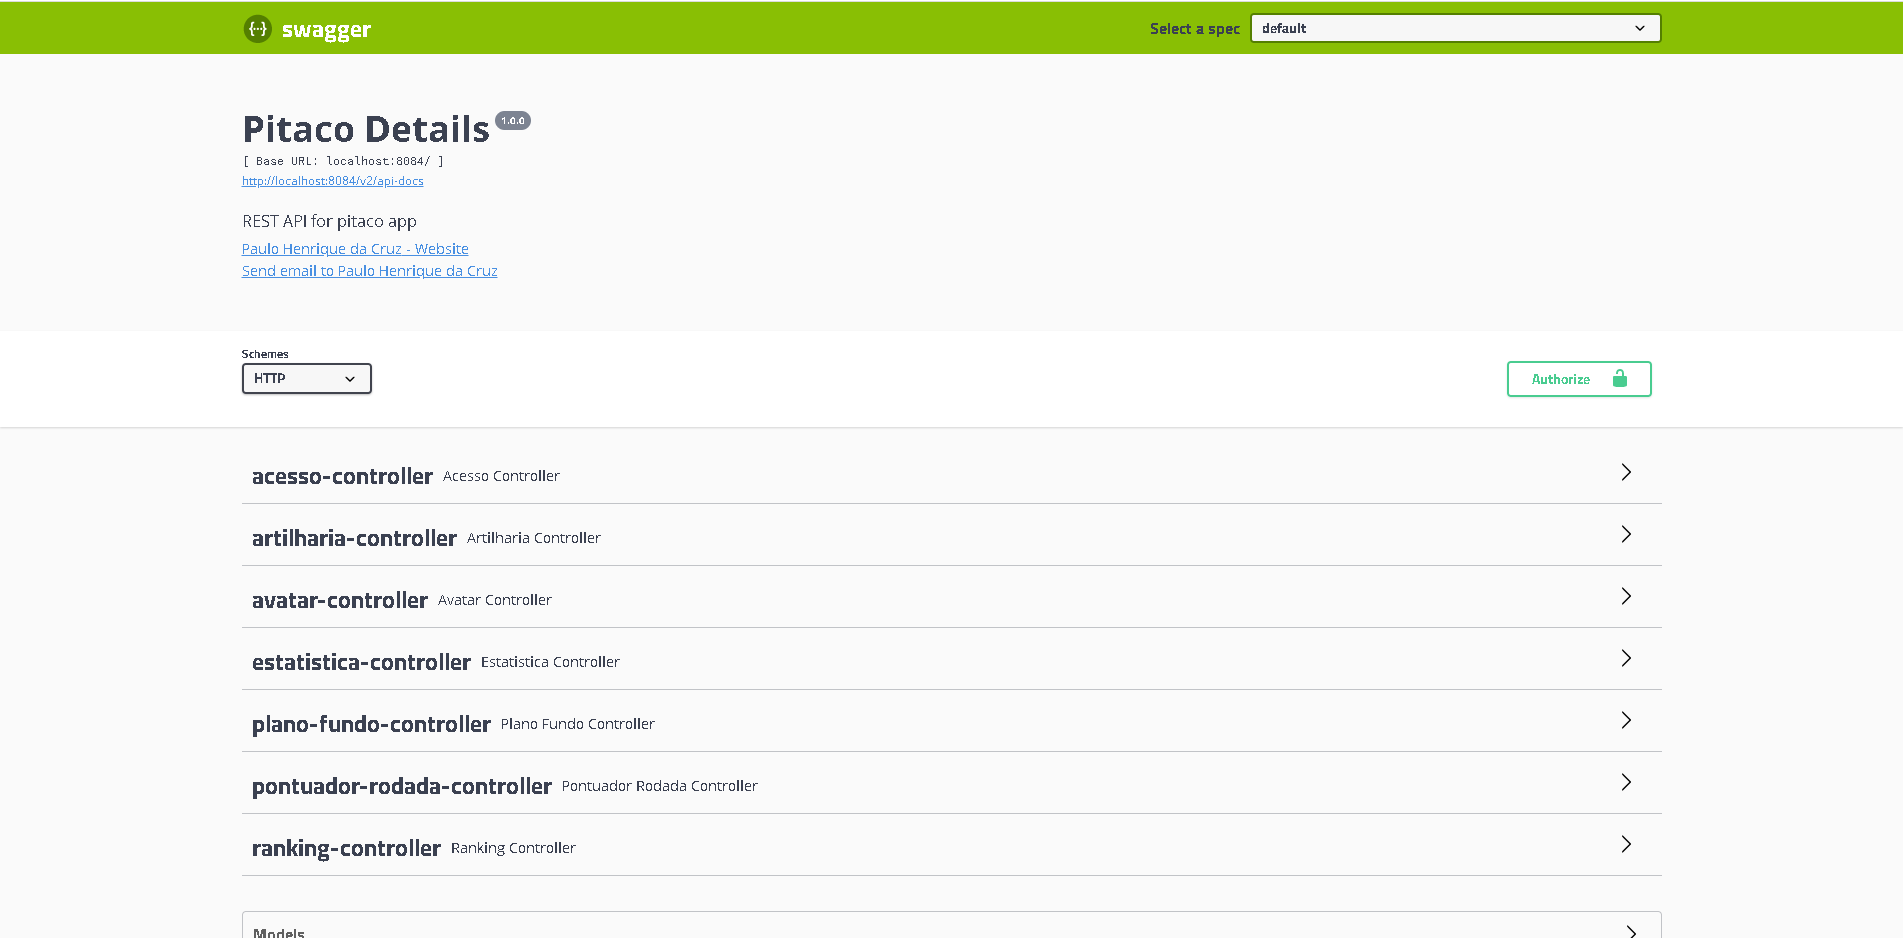 swagger
Select a spec
default
Pitaco Details 1.0.0
[ Base URL: localhost:8084/ ]
http://localhost:8084/v2/api-docs
REST API for pitaco app
Paulo Henrique da Cruz - Website
Send email to Paulo Henrique da Cruz
Schemes
HTTP
Authorize
acesso-controller Acesso Controller
artilharia-controller Artilharia Controller
avatar-controller Avatar Controller
estatistica-controller Estatistica Controller
plano-fundo-controller Plano Fundo Controller
pontuador-rodada-controller Pontuador Rodada Controller
ranking-controller Ranking Controller
Models